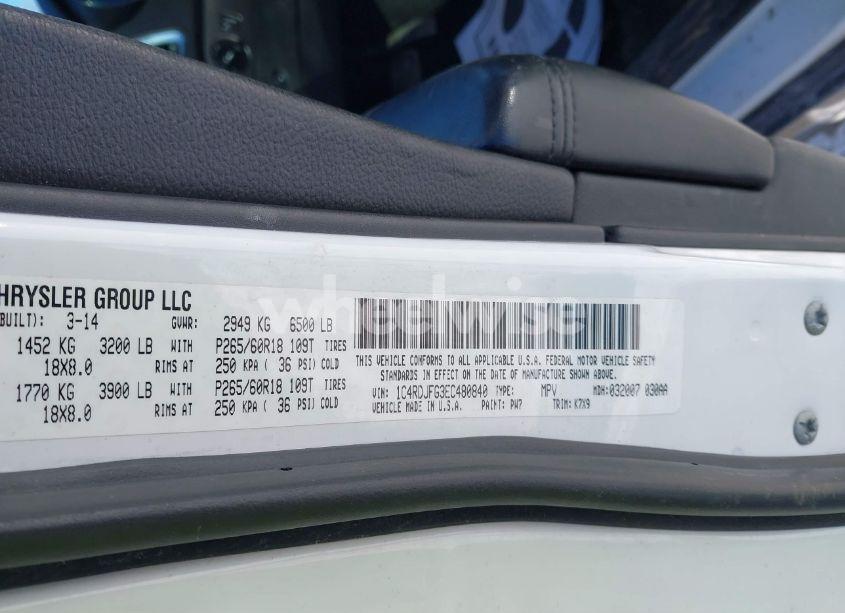 HRYSLER GROUP LLC
BUILT): 3-14 GVWR: 2949 KG 6500 LB
1452 KG 3200 LB WITH P265/60R18 109T TIRES
18X8.0 RIMS AT 250 KPA ( 36 PSI) COLD
1770 KG 3900 LB WITH P265/60R18 109T TIRES
18X8.0 RIMS AT 250 KPA ( 36 PSI) COLD
THIS VEHICLE CONFORMS TO ALL APPLICABLE U.S.A. FEDERAL MOTOR VEHICLE SAFETY
STANDARDS IN EFFECT ON THE DATE OF MANUFACTURE SHOWN ABOVE.
VIN: 1C4RDJFG3EC480840 TYPE: MPV MDH: 032007 030AA
VEHICLE MADE IN U.S.A. PAINT: PW7 TRIM: K7X9
wheelwise